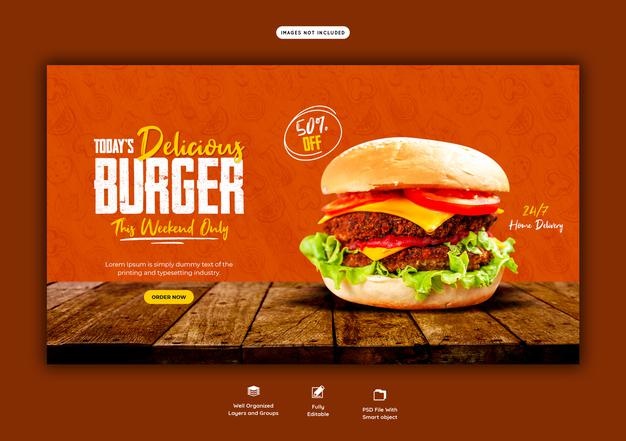 IMAGES NOT INCLUDED
TODAY'S Delicious
BURGER
This Weekend Only
Lorem Ipsum is simply dummy text of the
printing and typesetting industry.
ORDER NOW
50%
OFF
24/7
Home Delivery
Well Organized
Layers and Groups
Fully
Editable
PSD File With
Smart object